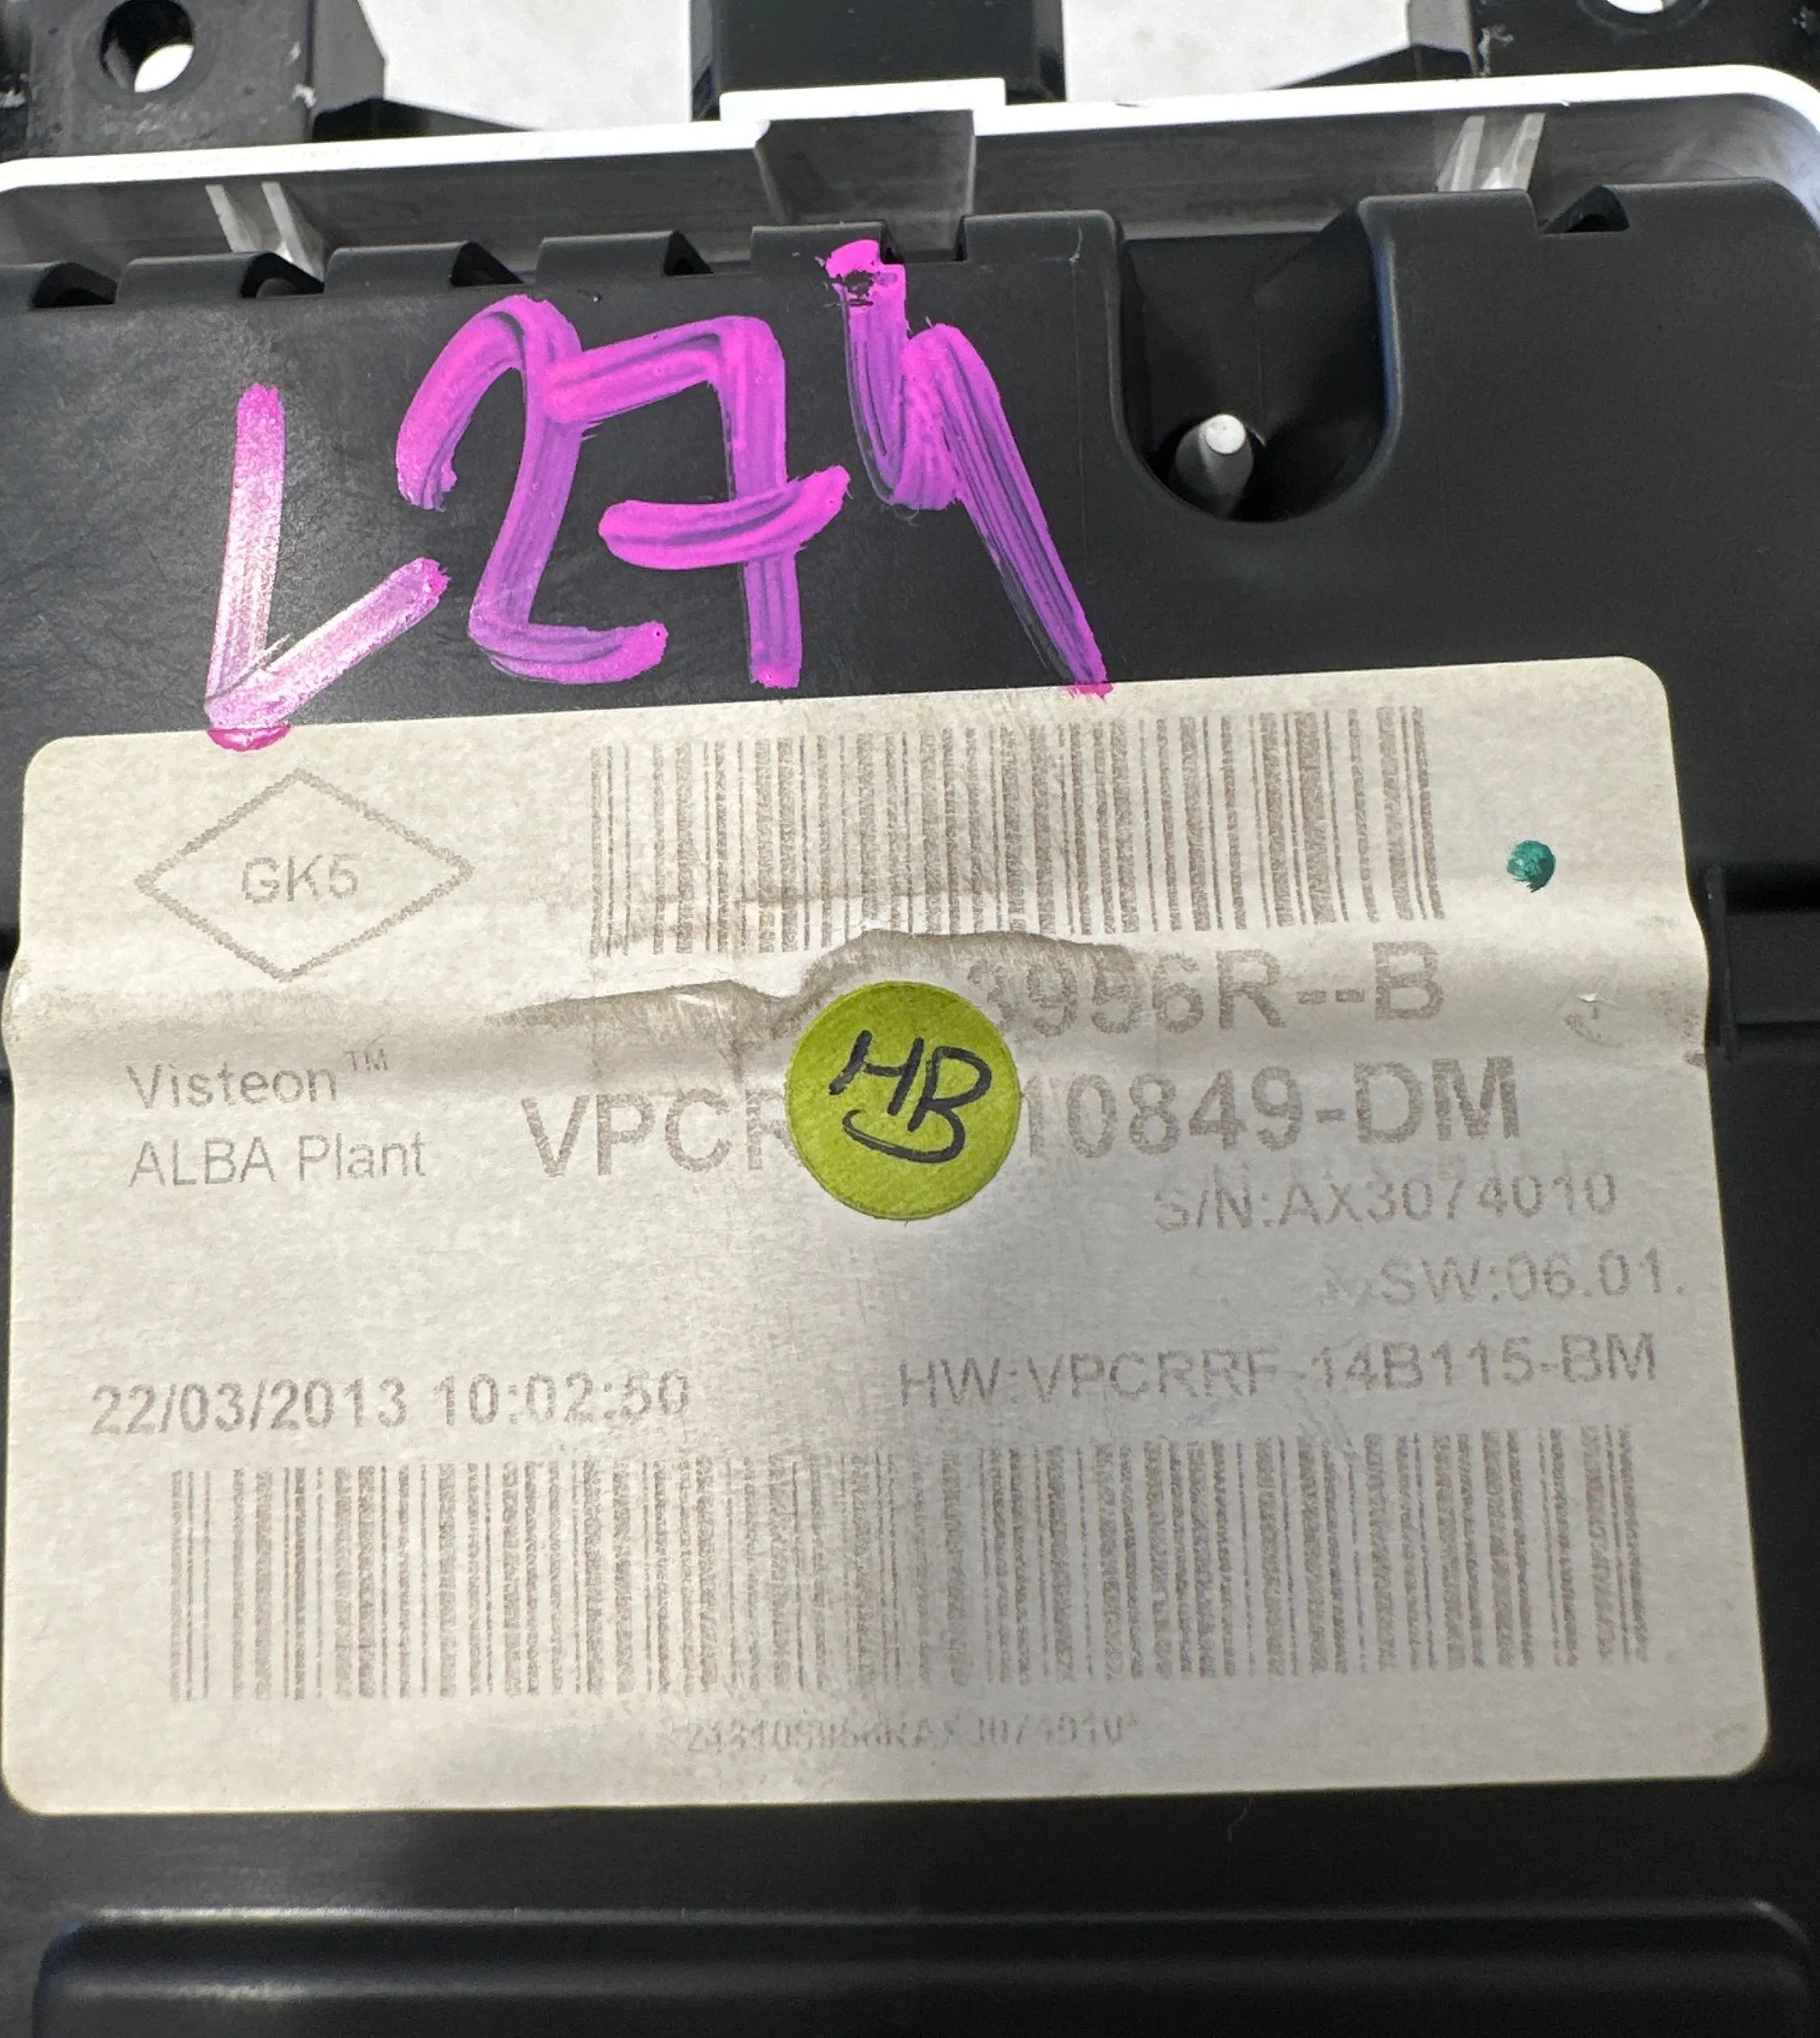 L274
GK5
3956R--B
Visteon™
ALBA Plant
VPCR 10849-DM
HB
S/N:AX3074010
SW:06.01.
22/03/2013 10:02:50
HW:VPCRRF-14B115-BM